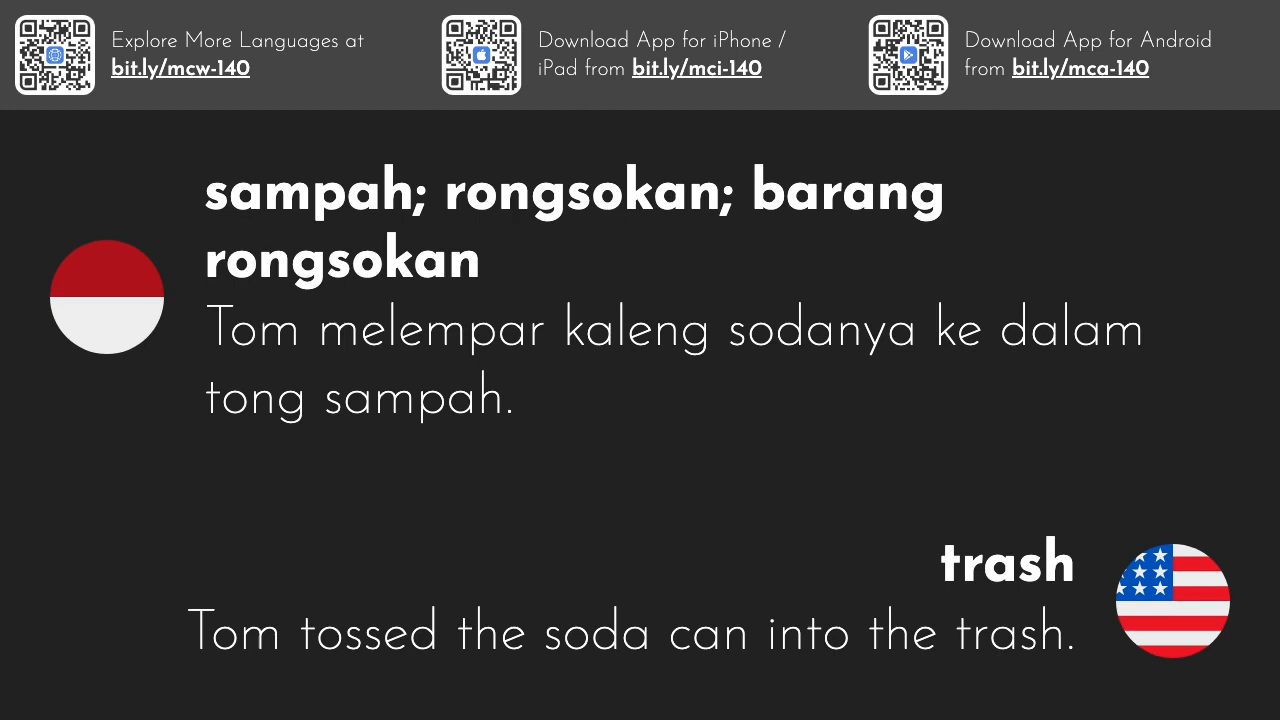 Explore More Languages at
bit.ly/mcw-140
Download App for iPhone /
iPad from bit.ly/mci-140
Download App for Android
from bit.ly/mca-140
sampah; rongsokan; barang
rongsokan
Tom melempar kaleng sodanya ke dalam
tong sampah.
trash
Tom tossed the soda can into the trash.